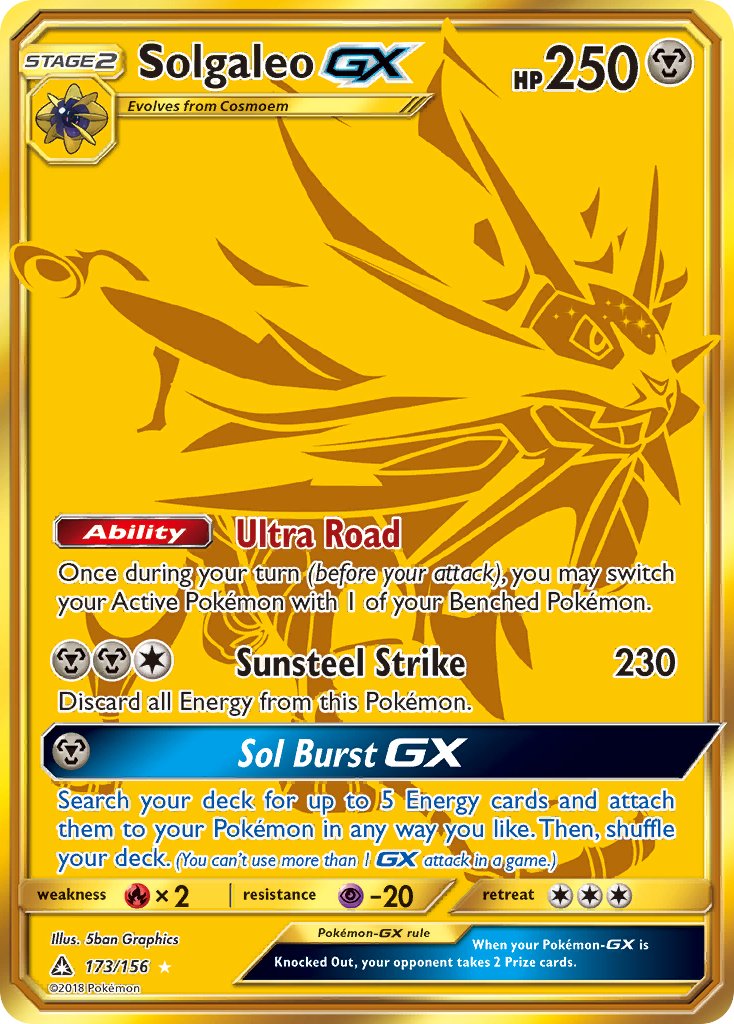 STAGE2 Solgaleo GX HP250
Evolves from Cosmoem
Ability Ultra Road
Once during your turn (before your attack), you may switch
your Active Pokémon with 1 of your Benched Pokémon.
Sunsteel Strike 230
Discard all Energy from this Pokémon.
Sol Burst GX
Search your deck for up to 5 Energy cards and attach
them to your Pokémon in any way you like. Then, shuffle
your deck. (You can't use more than 1 GX attack in a game.)
weakness ×2 resistance -20 retreat
Illus. 5ban Graphics
173/156
©2018 Pokémon
Pokémon-GX rule
When your Pokémon-GX is
Knocked Out, your opponent takes 2 Prize cards.